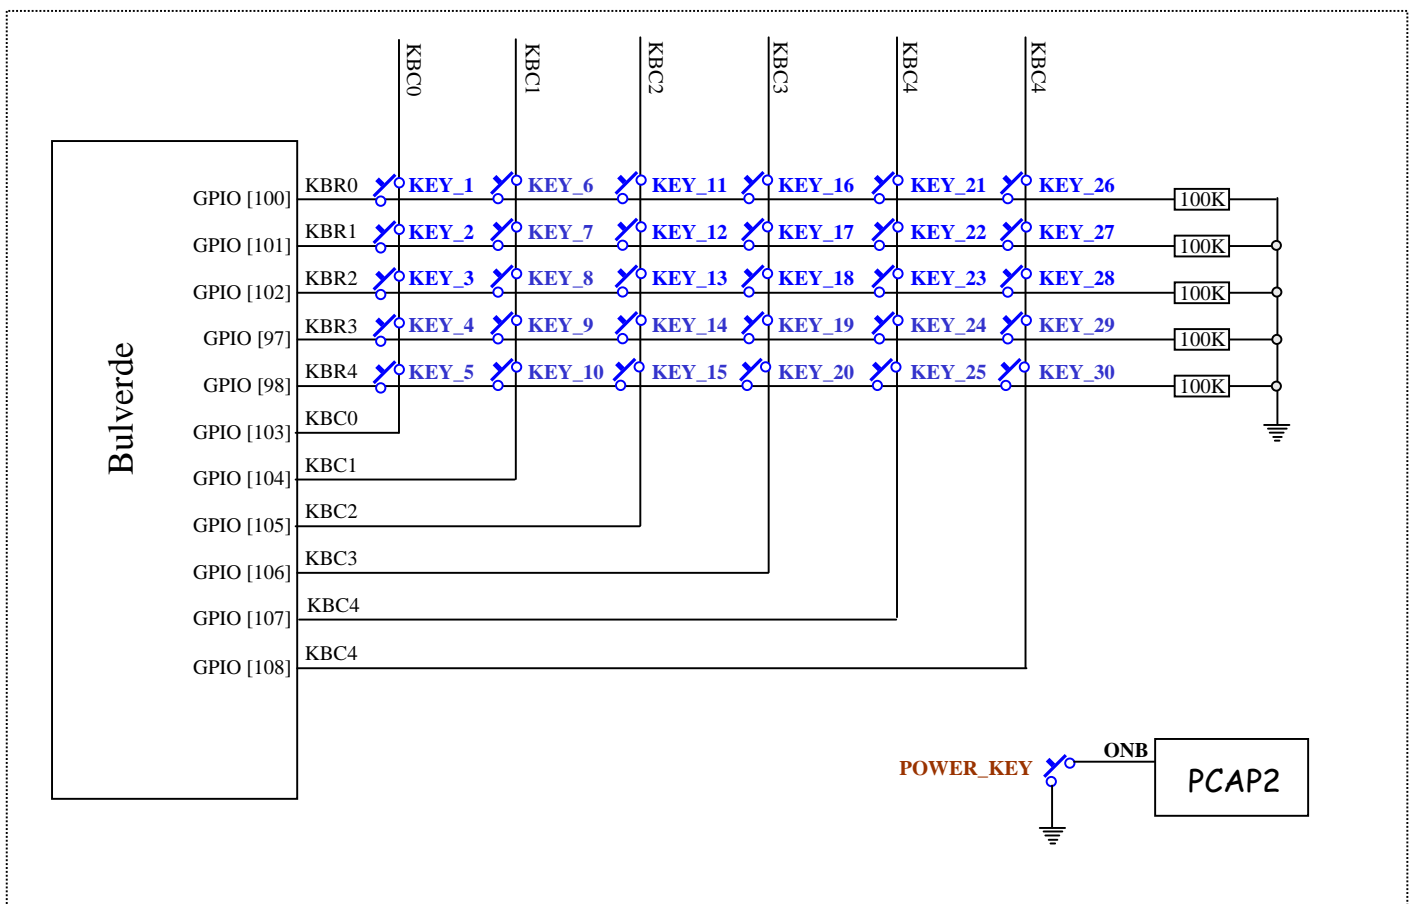 KBC0 KBC1 KBC2 KBC3 KBC4 KBC4
Bulverde
GPIO [100] KBR0 KEY_1 KEY_6 KEY_11 KEY_16 KEY_21 KEY_26 100K
GPIO [101] KBR1 KEY_2 KEY_7 KEY_12 KEY_17 KEY_22 KEY_27 100K
GPIO [102] KBR2 KEY_3 KEY_8 KEY_13 KEY_18 KEY_23 KEY_28 100K
GPIO [97] KBR3 KEY_4 KEY_9 KEY_14 KEY_19 KEY_24 KEY_29 100K
GPIO [98] KBR4 KEY_5 KEY_10 KEY_15 KEY_20 KEY_25 KEY_30 100K
GPIO [103] KBC0
GPIO [104] KBC1
GPIO [105] KBC2
GPIO [106] KBC3
GPIO [107] KBC4
GPIO [108] KBC4
POWER_KEY ONB PCAP2